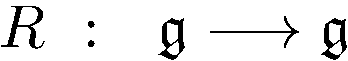 R : 𝔤 ⟶ 𝔤